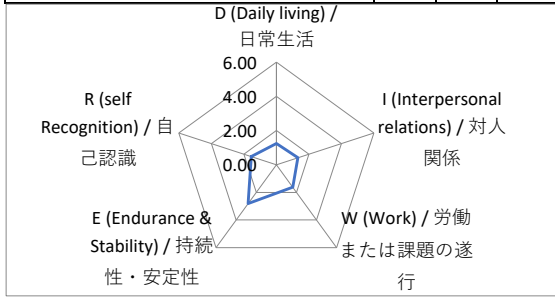 D (Daily living) /
日常生活
6.00
4.00
2.00
0.00
I (Interpersonal
relations) / 対人
関係
W (Work) / 労働
または課題の遂
行
E (Endurance &
Stability) / 持続
性・安定性
R (self
Recognition) / 自
己認識